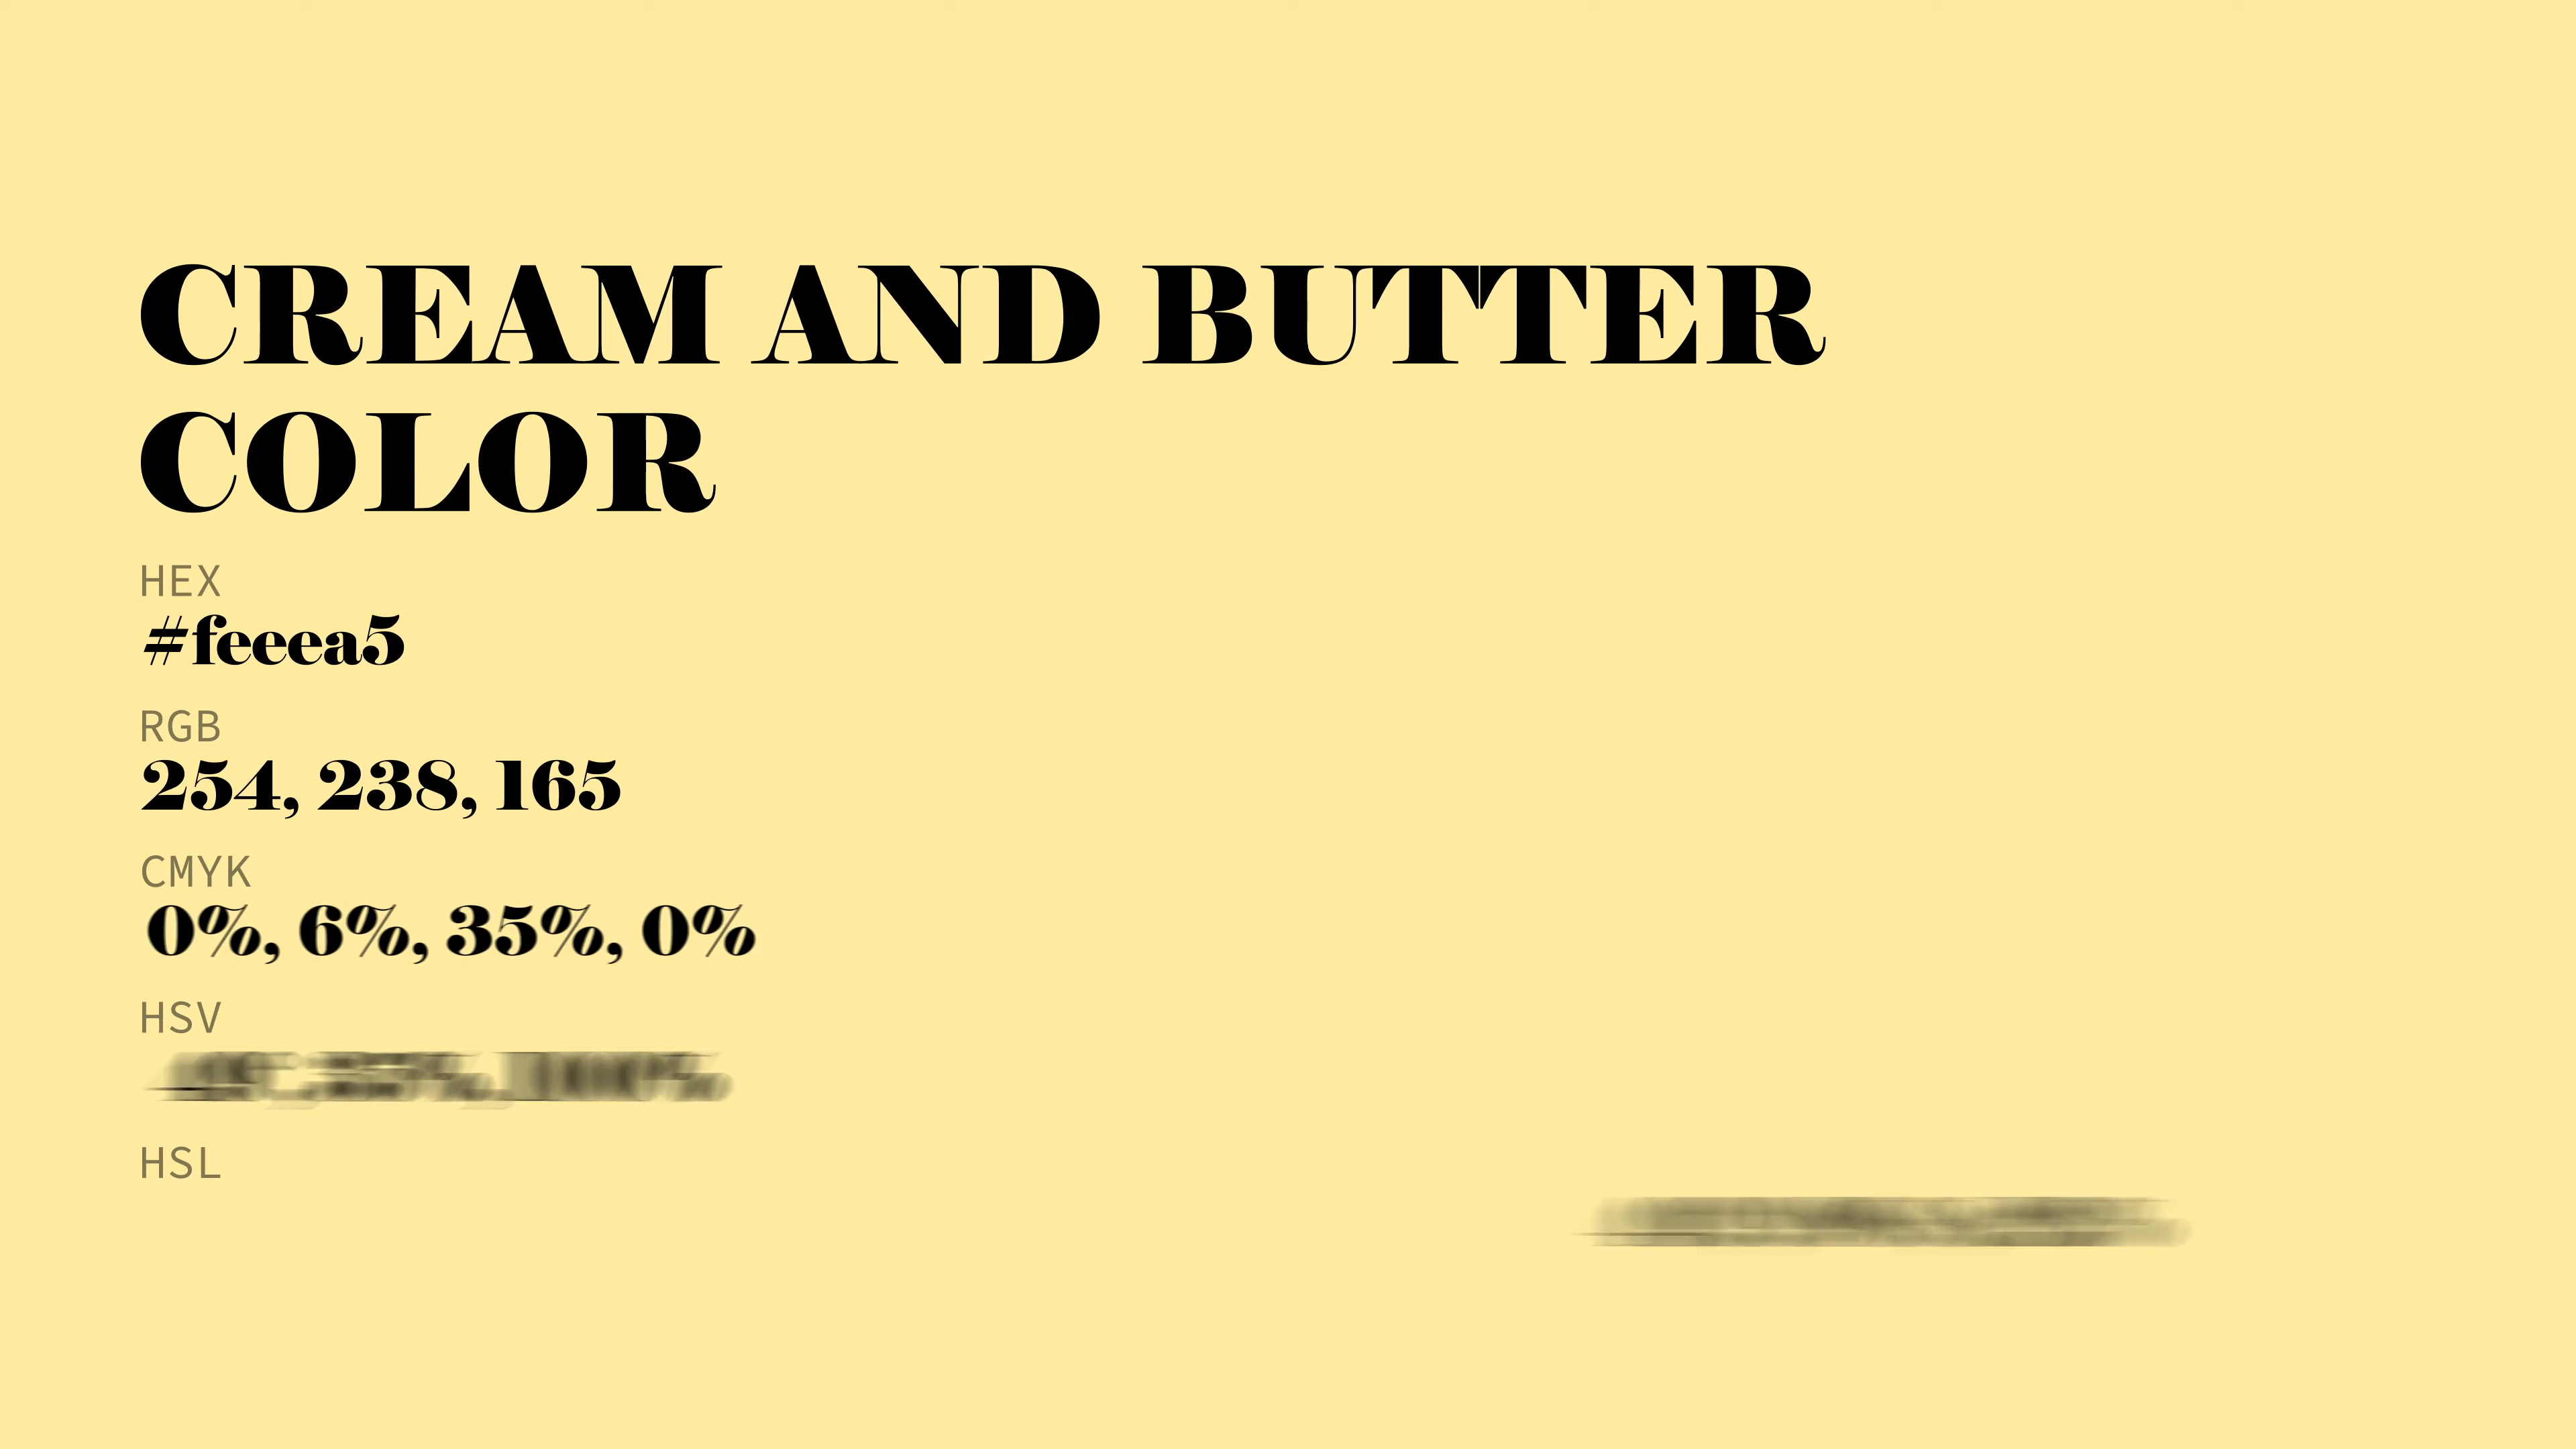 CREAM AND BUTTER
COLOR
HEX
#feeea5
RGB
254, 238, 165
CMYK
0%, 6%, 35%, 0%
HSV
HSL